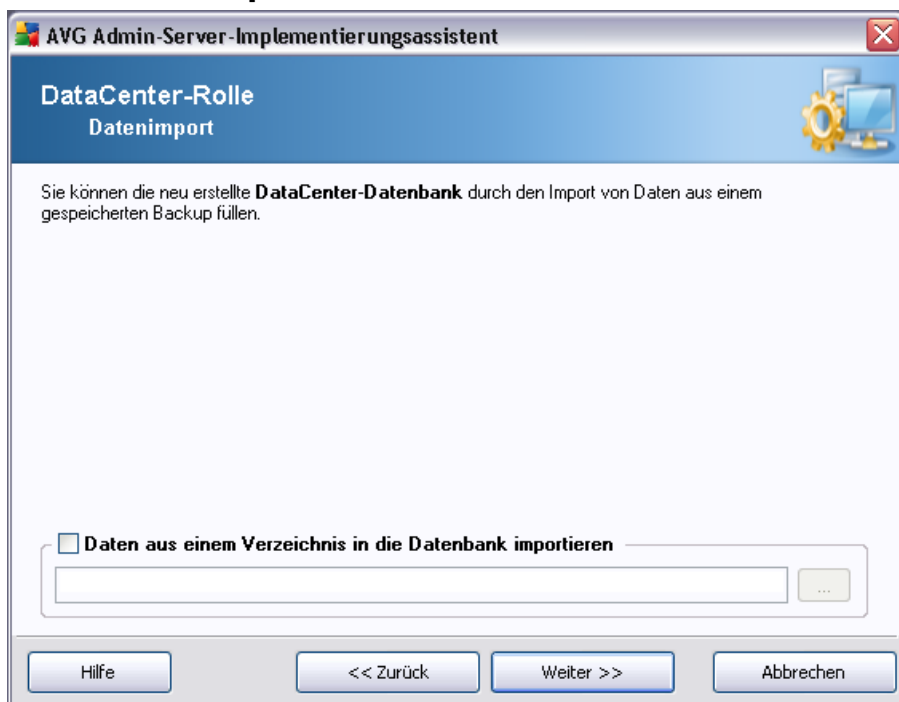 AVG Admin-Server-Implementierungsassistent
DataCenter-Rolle
Datenimport
Sie können die neu erstellte DataCenter-Datenbank durch den Import von Daten aus einem
gespeicherten Backup füllen.
Daten aus einem Verzeichnis in die Datenbank importieren
...
Hilfe
<< Zurück
Weiter >>
Abbrechen